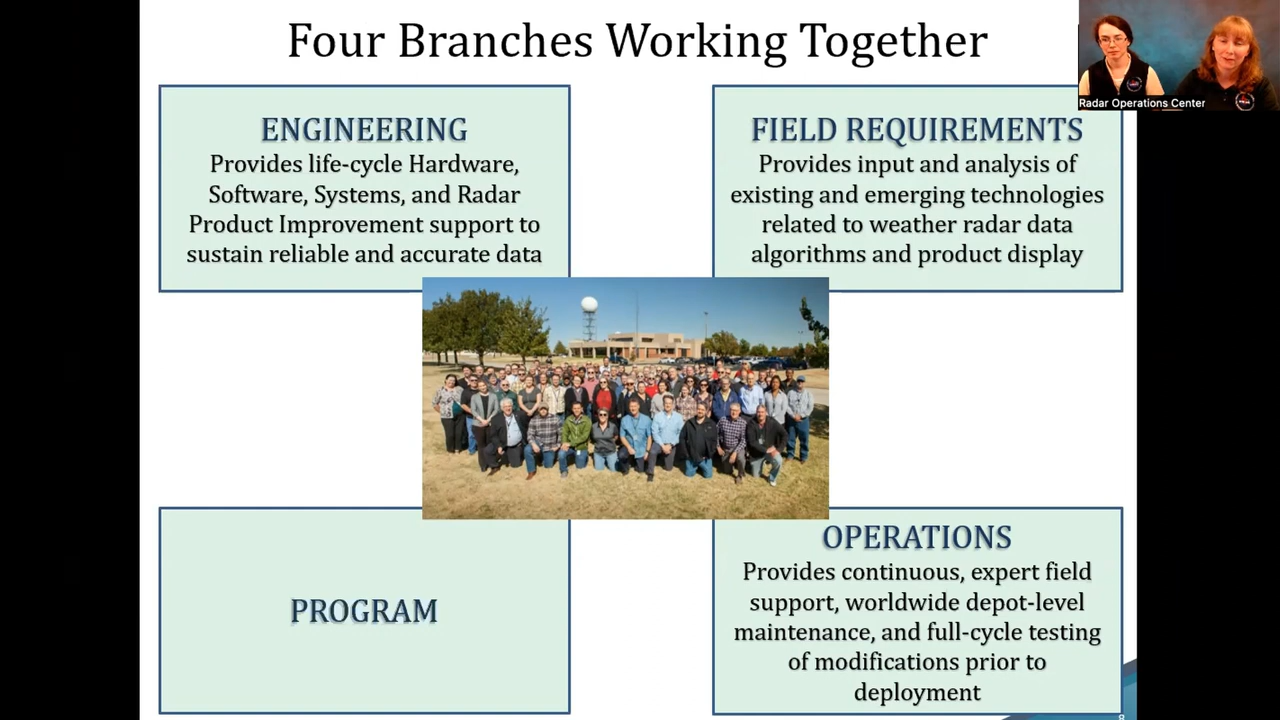 Four Branches Working Together
Radar Operations Center
ENGINEERING
Provides life-cycle Hardware,
Software, Systems, and Radar
Product Improvement support to
sustain reliable and accurate data
FIELD REQUIREMENTS
Provides input and analysis of
existing and emerging technologies
related to weather radar data
algorithms and product display
PROGRAM
OPERATIONS
Provides continuous, expert field
support, worldwide depot-level
maintenance, and full-cycle testing
of modifications prior to
deployment
8